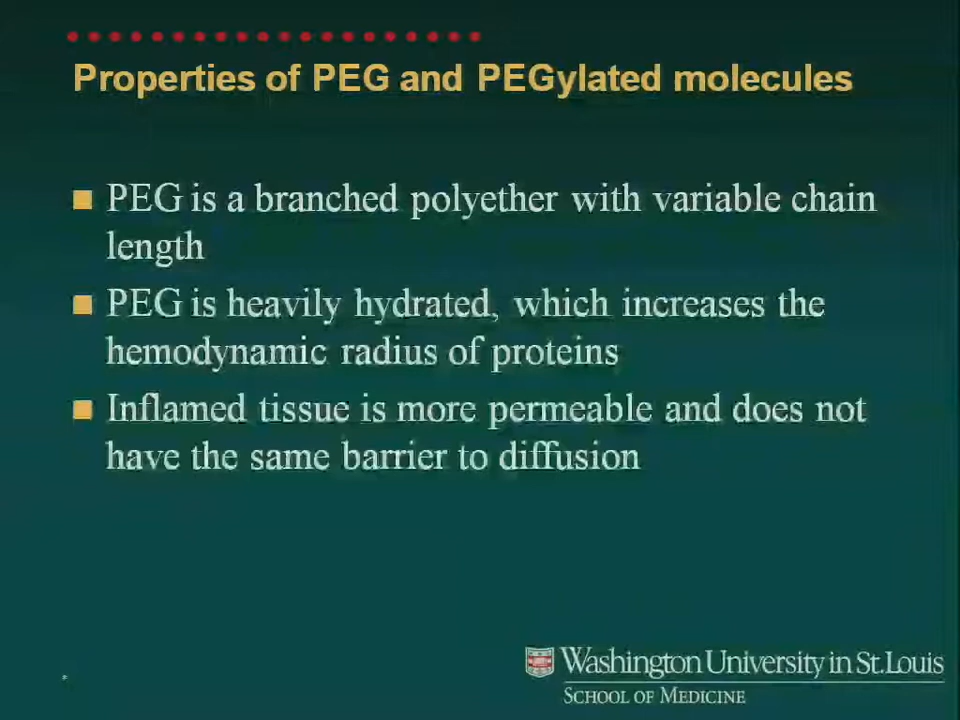 Properties of PEG and PEGylated molecules
PEG is a branched polyether with variable chain
length
PEG is heavily hydrated, which increases the
hemodynamic radius of proteins
Inflamed tissue is more permeable and does not
have the same barrier to diffusion
Washington University in St. Louis
SCHOOL OF MEDICINE